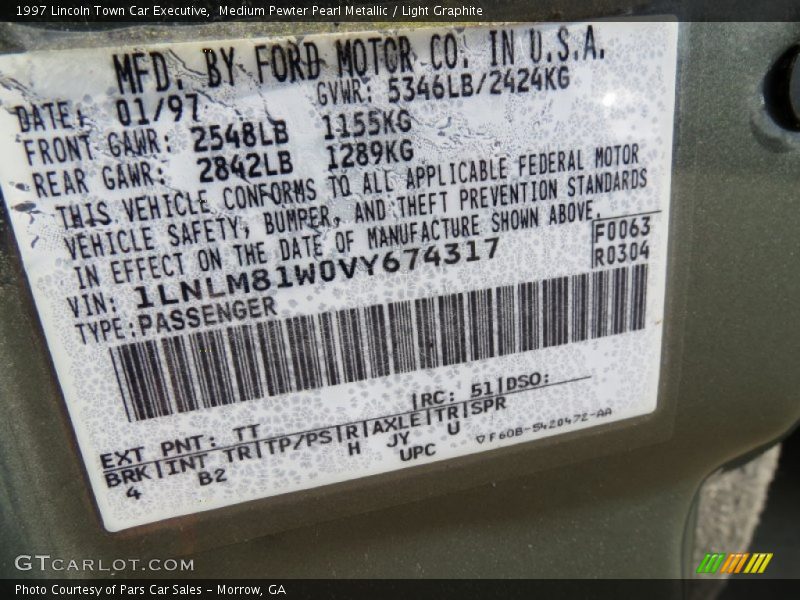 1997 Lincoln Town Car Executive, Medium Pewter Pearl Metallic / Light Graphite
MFD. BY FORD MOTOR CO. IN U.S.A.
DATE: 01/97 GVWR: 5346LB/2424KG
FRONT GAWR: 2548LB 1155KG
REAR GAWR: 2842LB 1289KG
THIS VEHICLE CONFORMS TO ALL APPLICABLE FEDERAL MOTOR
VEHICLE SAFETY, BUMPER, AND THEFT PREVENTION STANDARDS
IN EFFECT ON THE DATE OF MANUFACTURE SHOWN ABOVE.
VIN: 1LNLM81W0VY674317
F0063
R0304
TYPE: PASSENGER
EXT PNT: TT RC: 51 DSO:
BRK INT TR TP/PS R AXLE TR SPR
4 B2 H JY U
UPC
F60B-5420472-AA
GTCARLOT.COM
Photo Courtesy of Pars Car Sales - Morrow, GA